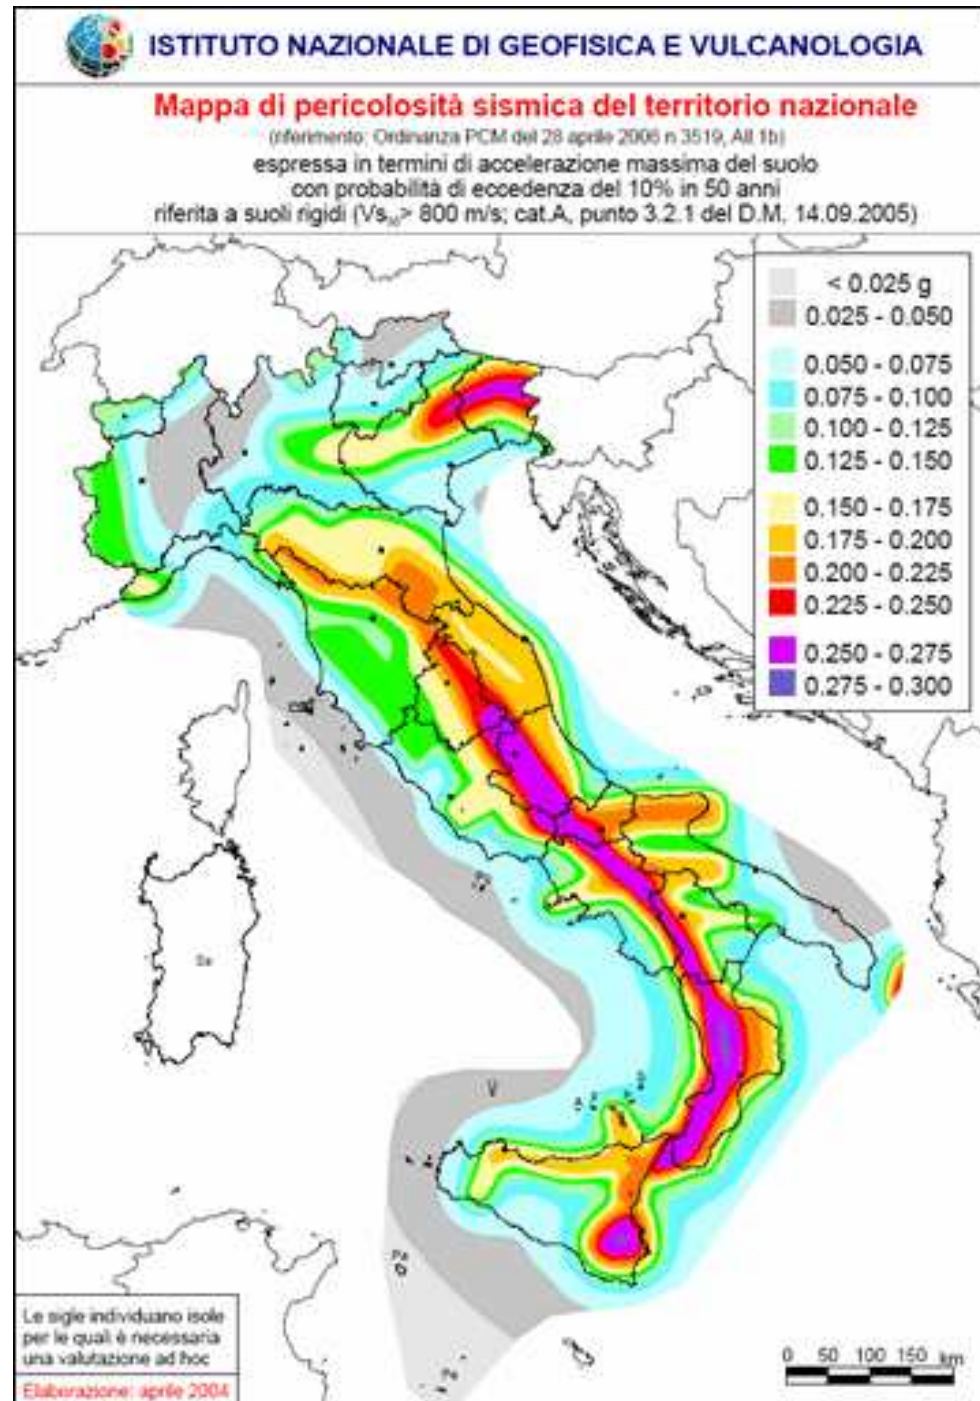 ISTITUTO NAZIONALE DI GEOFISICA E VULCANOLOGIA
Mappa di pericolosità sismica del territorio nazionale
(riferimento: Ordinanza PCM del 28 aprile 2006 n.3519, All.1b)
espressa in termini di accelerazione massima del suolo
con probabilità di eccedenza del 10% in 50 anni
riferita a suoli rigidi (Vs₃₀> 800 m/s; cat.A, punto 3.2.1 del D.M. 14.09.2005)
< 0.025 g
0.025 - 0.050
0.050 - 0.075
0.075 - 0.100
0.100 - 0.125
0.125 - 0.150
0.150 - 0.175
0.175 - 0.200
0.200 - 0.225
0.225 - 0.250
0.250 - 0.275
0.275 - 0.300
Le sigle individuano isole
per le quali è necessaria
una valutazione ad hoc
Elaborazione: aprile 2004
0 50 100 150 km